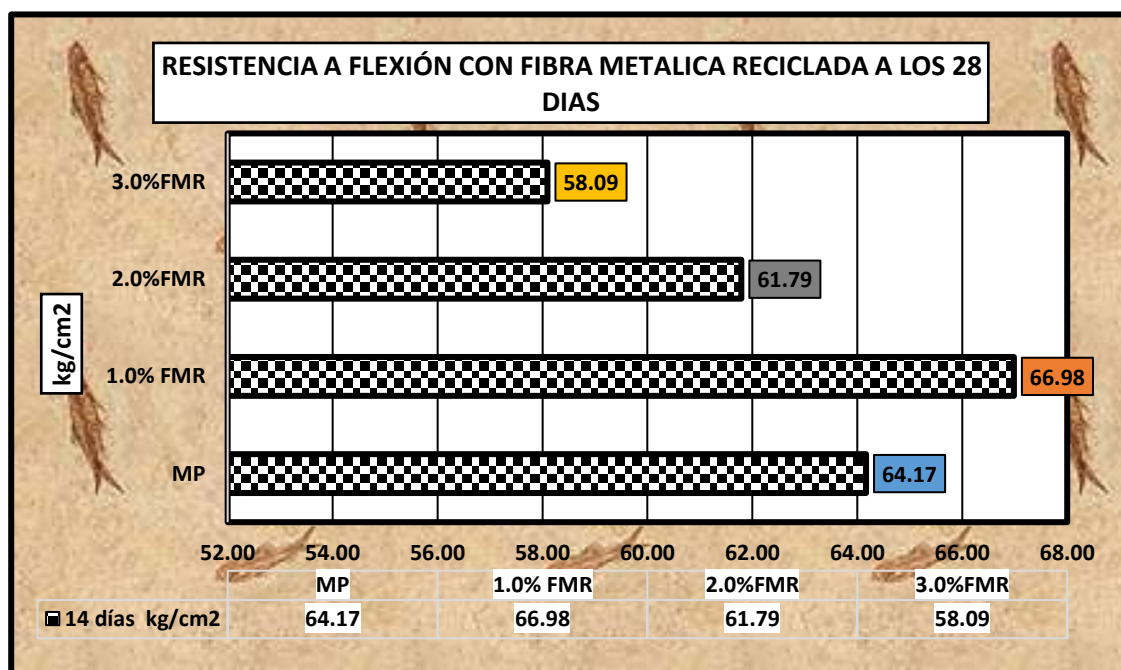 RESISTENCIA A FLEXIÓN CON FIBRA METALICA RECICLADA A LOS 28
DIAS
kg/cm2
3.0%FMR 58.09
2.0%FMR 61.79
1.0% FMR 66.98
MP 64.17
52.00 54.00 56.00 58.00 60.00 62.00 64.00 66.00 68.00
MP 1.0% FMR 2.0%FMR 3.0%FMR
14 días kg/cm2 64.17 66.98 61.79 58.09